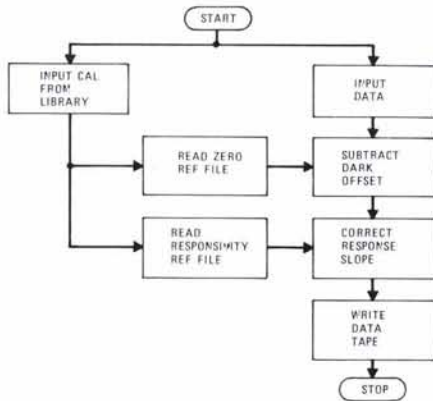 START
INPUT CAL
FROM
LIBRARY
INPUT
DATA
READ ZERO
REF FILE
SUBTRACT
DARK
OFFSET
READ
RESPONSIVITY
REF FILE
CORRECT
RESPONSE
SLOPE
WRITE
DATA
TAPE
STOP